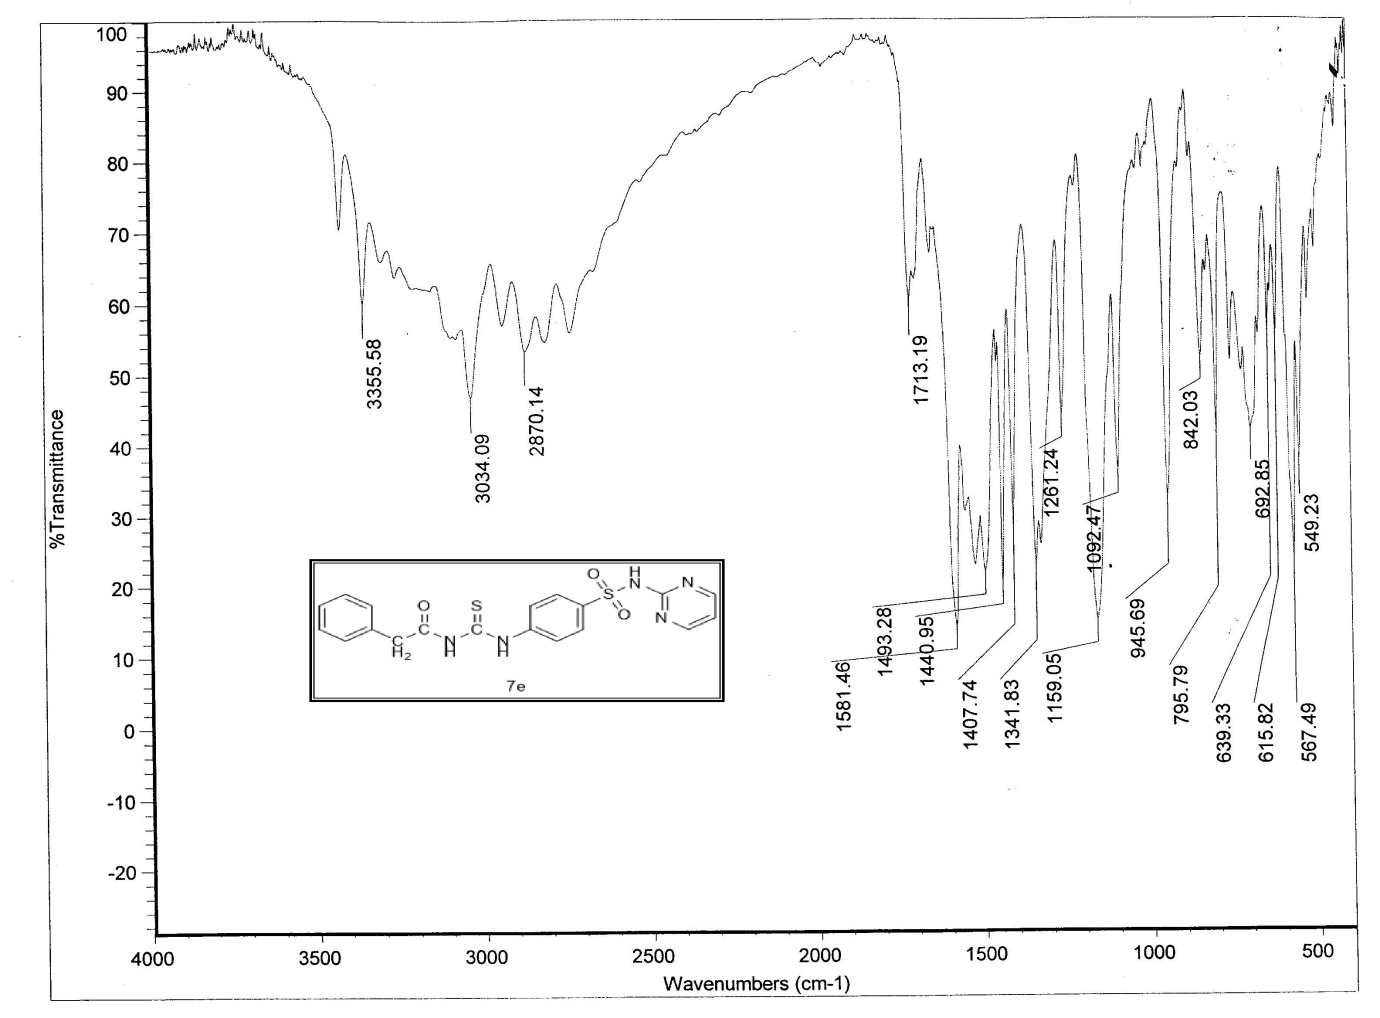 100
90
80
70
60
50
40
30
20
10
0
-10
-20
%Transmittance
4000
3500
3000
2500
2000
1500
1000
500
Wavenumbers (cm-1)
3355.58
3034.09
2870.14
1713.19
1581.46
1493.28
1440.95
1407.74
1341.83
1261.24
1159.05
1092.47
945.69
842.03
795.79
692.85
639.33
615.82
567.49
549.23
O
S
O
O
S
NH
N
N
C
H2
C
N
H
C
N
H
7e